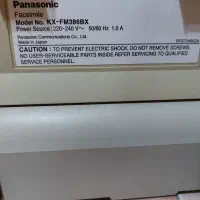 Panasonic
Facsimile
Model No. KX-FM386BX
Power Source 220-240 V~ 50/60 Hz 1.0 A
CAUTION: TO PREVENT ELECTRIC SHOCK, DO NOT REMOVE SCREWS.
NO USER-SERVICEABLE PARTS INSIDE. REFER SERVICING TO QUALIFIED
SERVICE PERSONNEL.
Panasonic Communications Co., Ltd.
Made in Japan